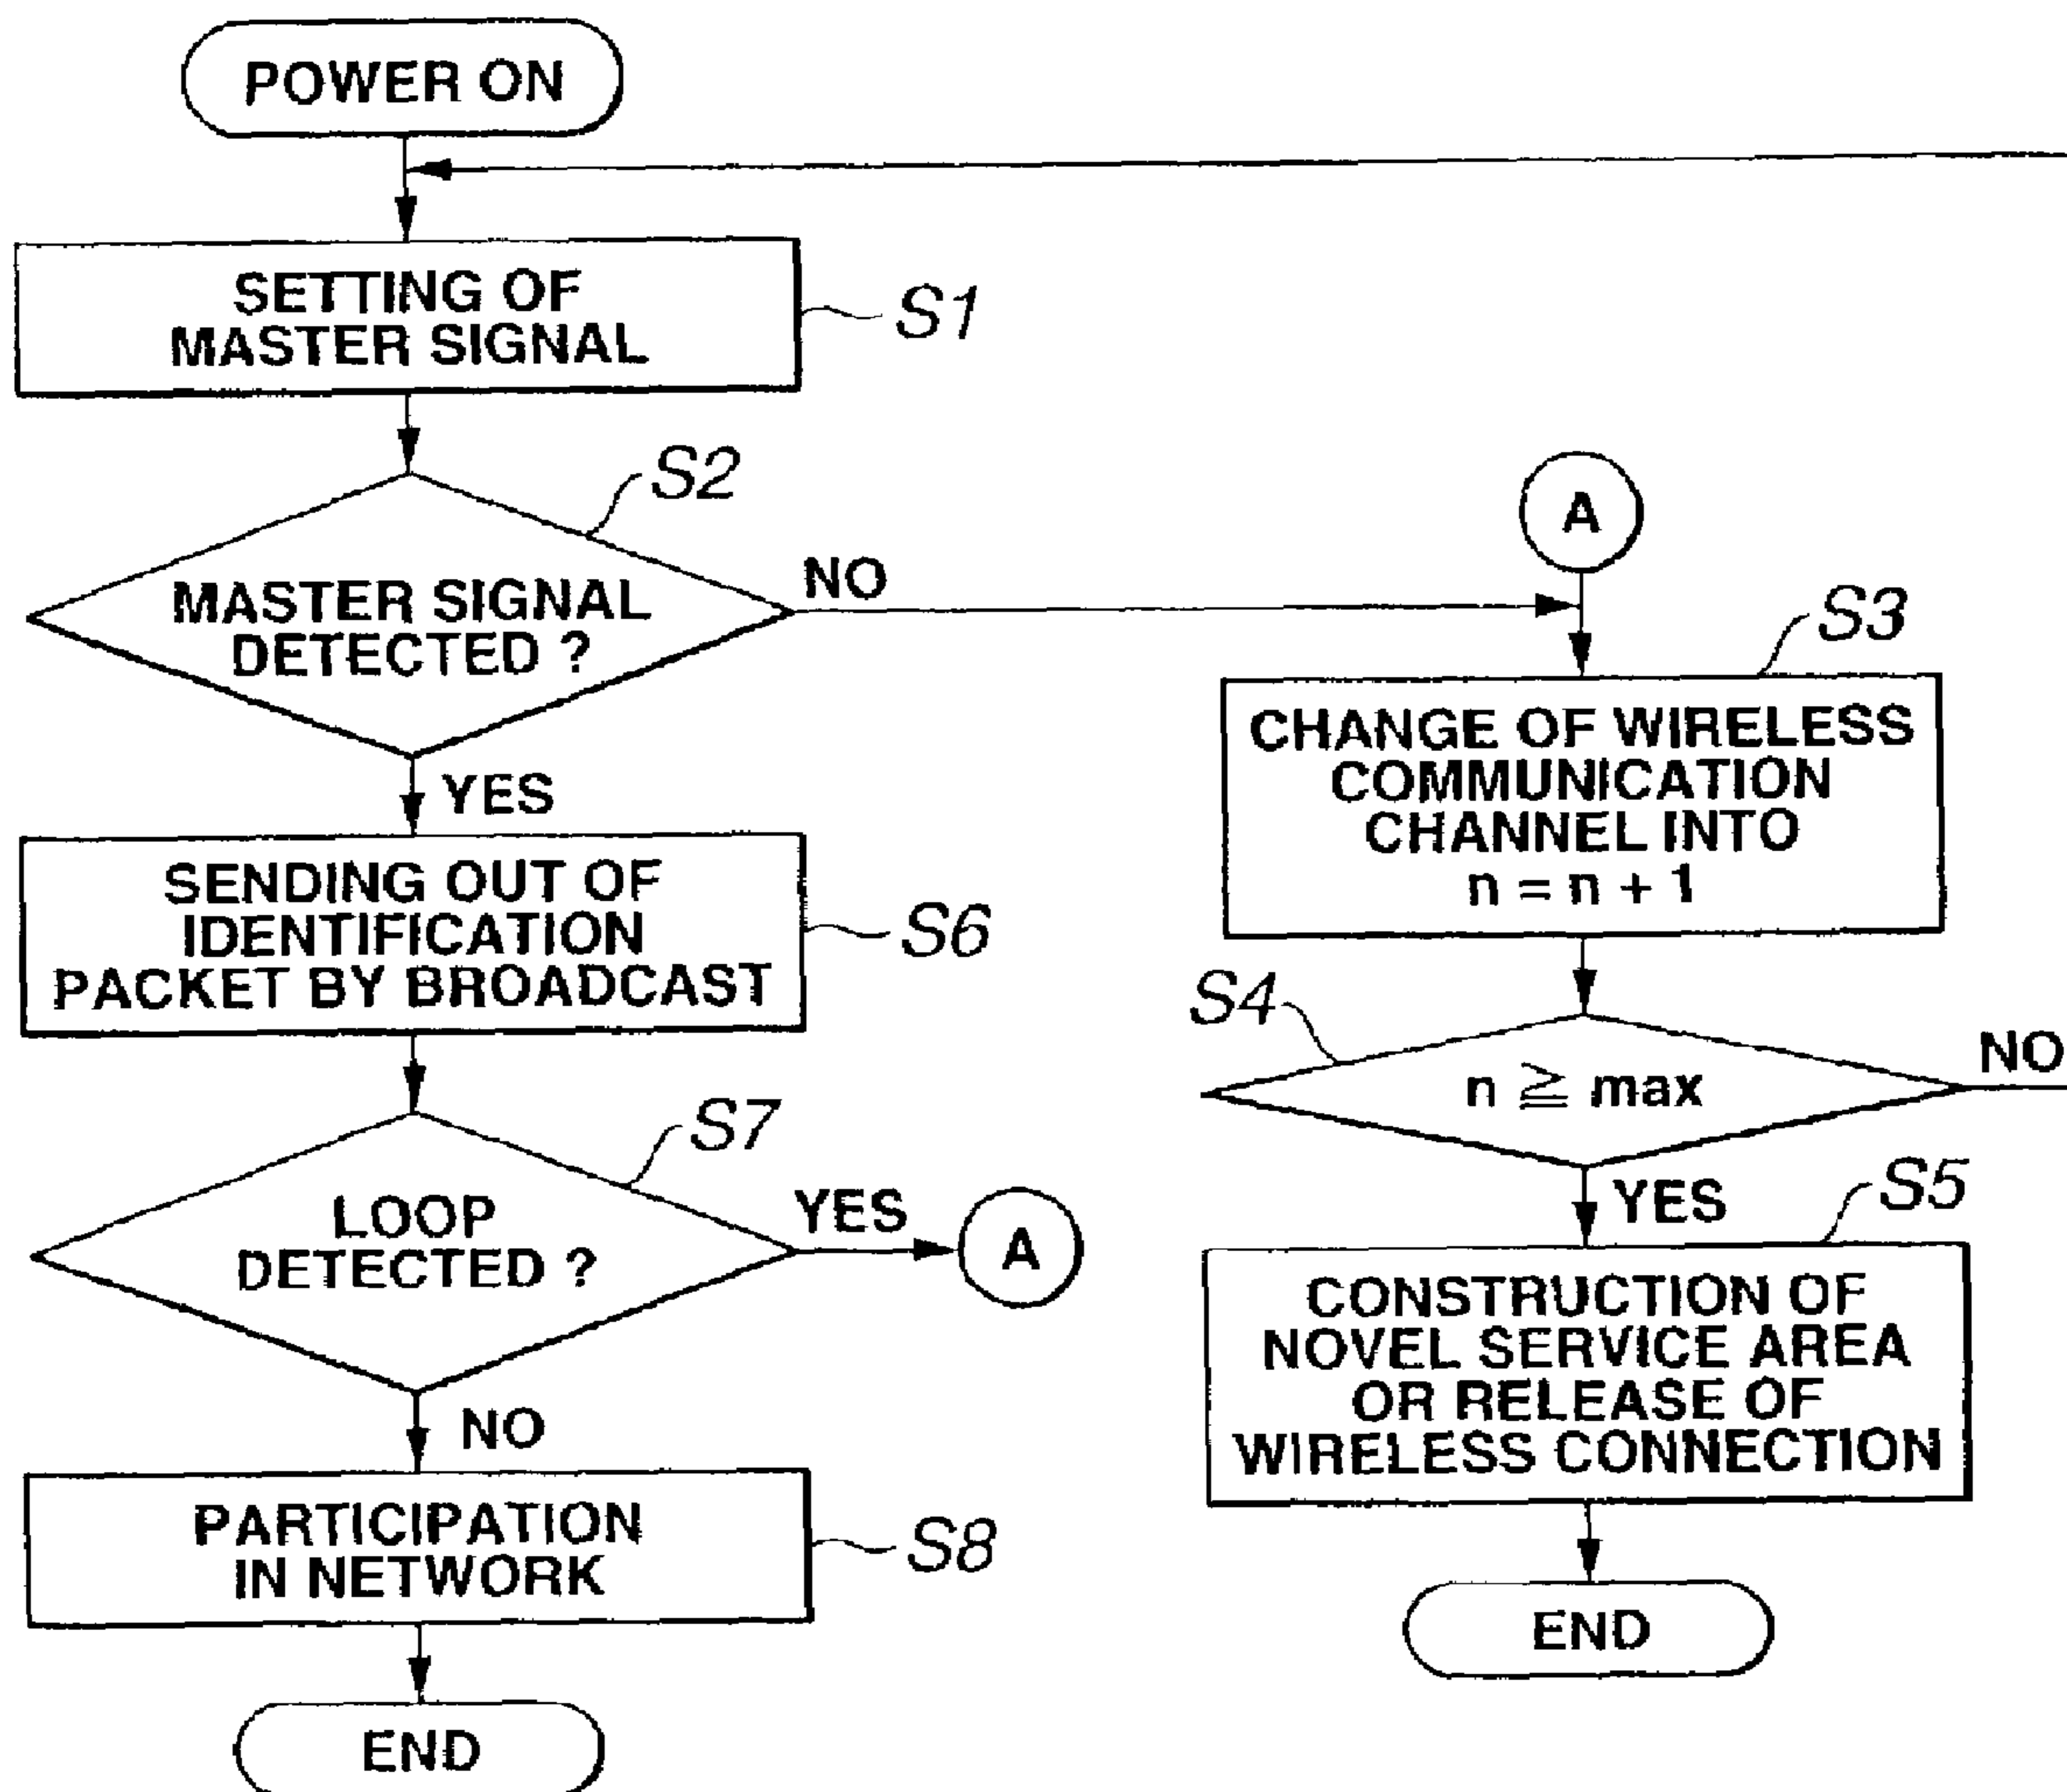 POWER ON
SETTING OF
MASTER SIGNAL
S1
S2
MASTER SIGNAL
DETECTED ?
NO
YES
SENDING OUT OF
IDENTIFICATION
PACKET BY BROADCAST
S6
S7
LOOP
DETECTED ?
YES
A
NO
PARTICIPATION
IN NETWORK
S8
END
A
S3
CHANGE OF WIRELESS
COMMUNICATION
CHANNEL INTO
n = n + 1
S4
n ≧ max
NO
YES
S5
CONSTRUCTION OF
NOVEL SERVICE AREA
OR RELEASE OF
WIRELESS CONNECTION
END